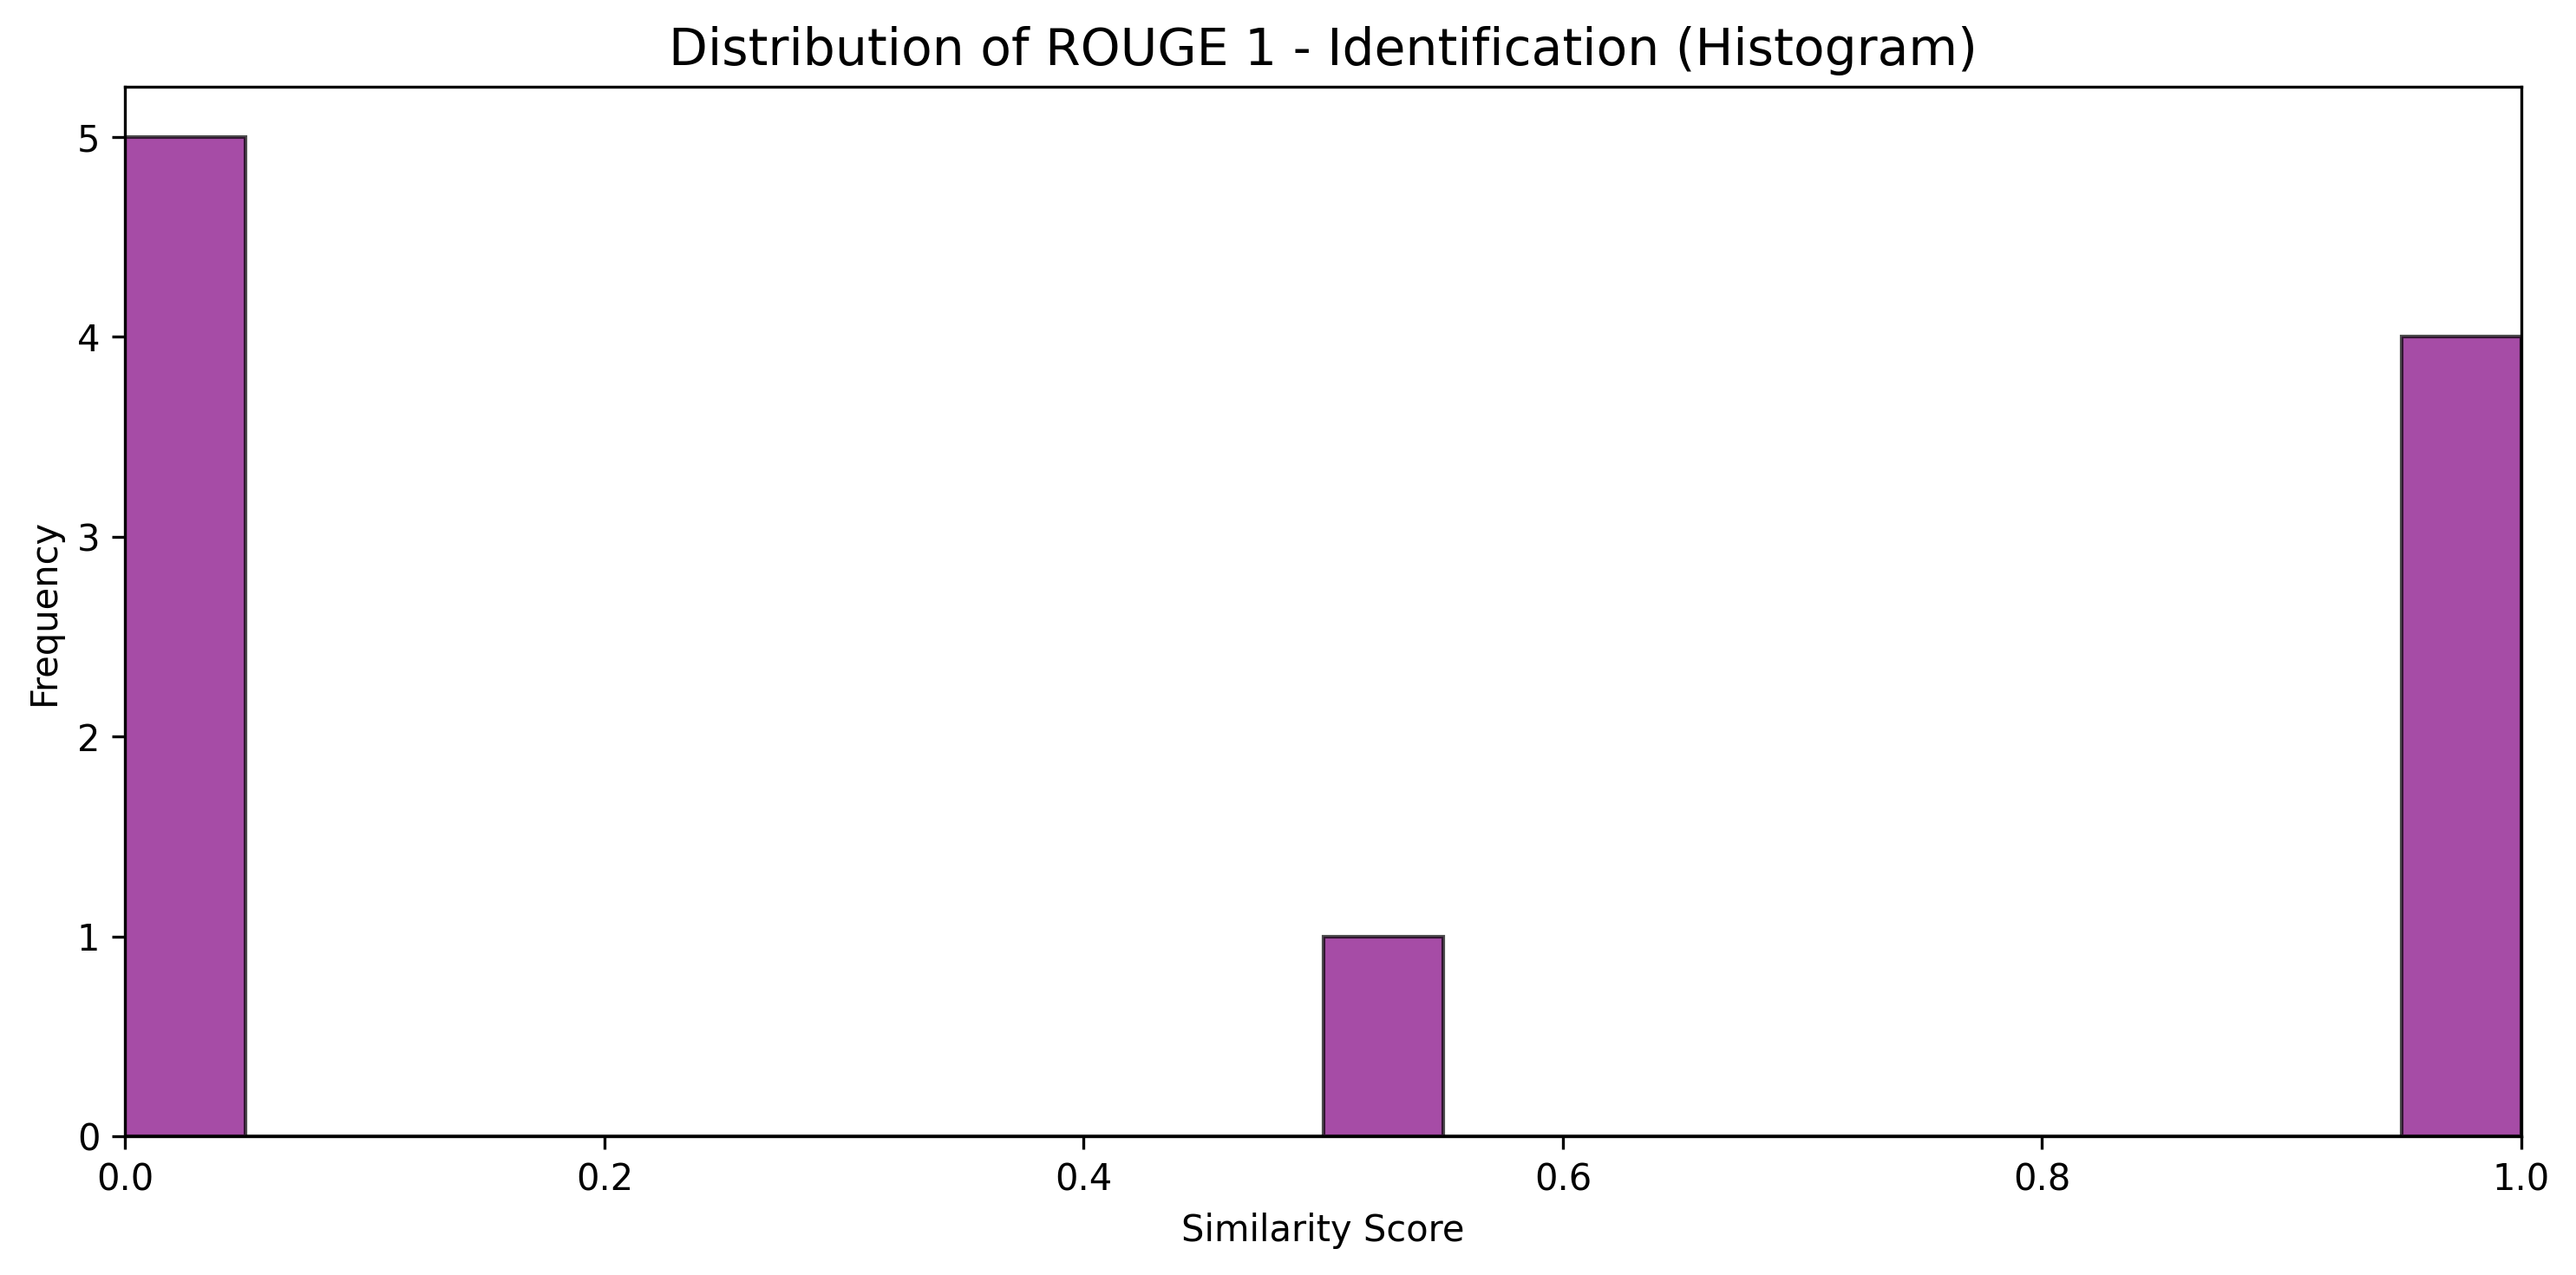 Distribution of ROUGE 1 - Identification (Histogram)
Frequency
5
4
3
2
1
0
0.0 0.2 0.4 0.6 0.8 1.0
Similarity Score